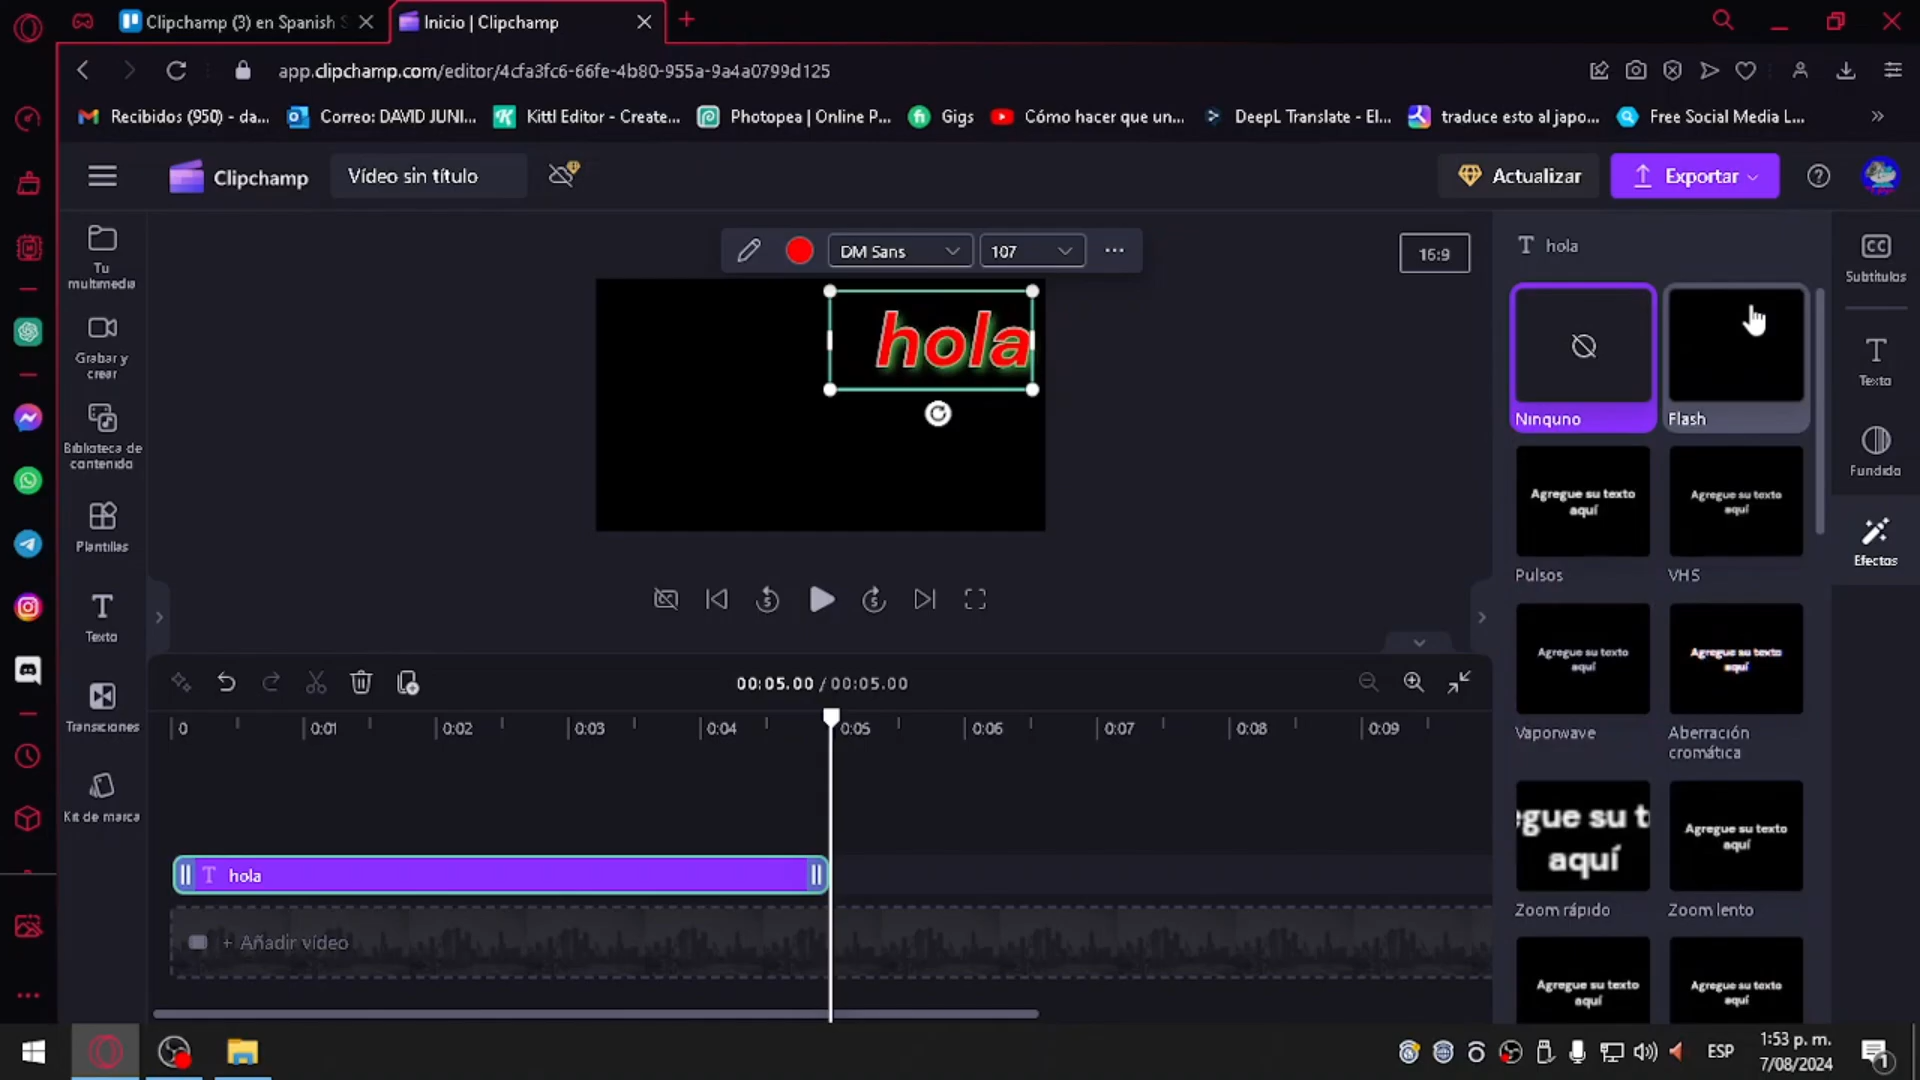 Clipchamp (3) en Spanish S
Inicio | Clipchamp
app.clipchamp.com/editor/4cfa3fc6-66fe-4b80-955a-9a4a0799d125
Recibidos (950) - da...
Correo: DAVID JUNI...
Kittl Editor - Create...
Photopea | Online P...
Gigs
Cómo hacer que un...
DeepL Translate - El...
traduce esto al japo...
Free Social Media L...
»
Clipchamp
Vídeo sin título
Actualizar
Exportar
Tu
multimedia
Grabar y
crear
Biblioteca de
contenido
Plantillas
Texto
Transiciones
Kit de marca
DM Sans
107
16:9
hola
5
5
00:05.00 / 00:05.00
0
0:01
0:02
0:03
0:04
0:05
0:06
0:07
0:08
0:09
T hola
+ Añadir vídeo
T hola
Ninguno
Flash
Agregue su texto
aquí
Pulsos
Agregue su texto
aquí
VHS
Agregue su texto
aquí
Vaporwave
Agregue su texto
aquí
Aberración
cromática
egue su t
aquí
Zoom rápido
Agregue su texto
aquí
Zoom lento
Agregue su texto
aquí
Agregue su texto
aquí
CC
Subtítulos
Texto
Fundido
Efectos
ESP
1:53 p. m.
7/08/2024
1